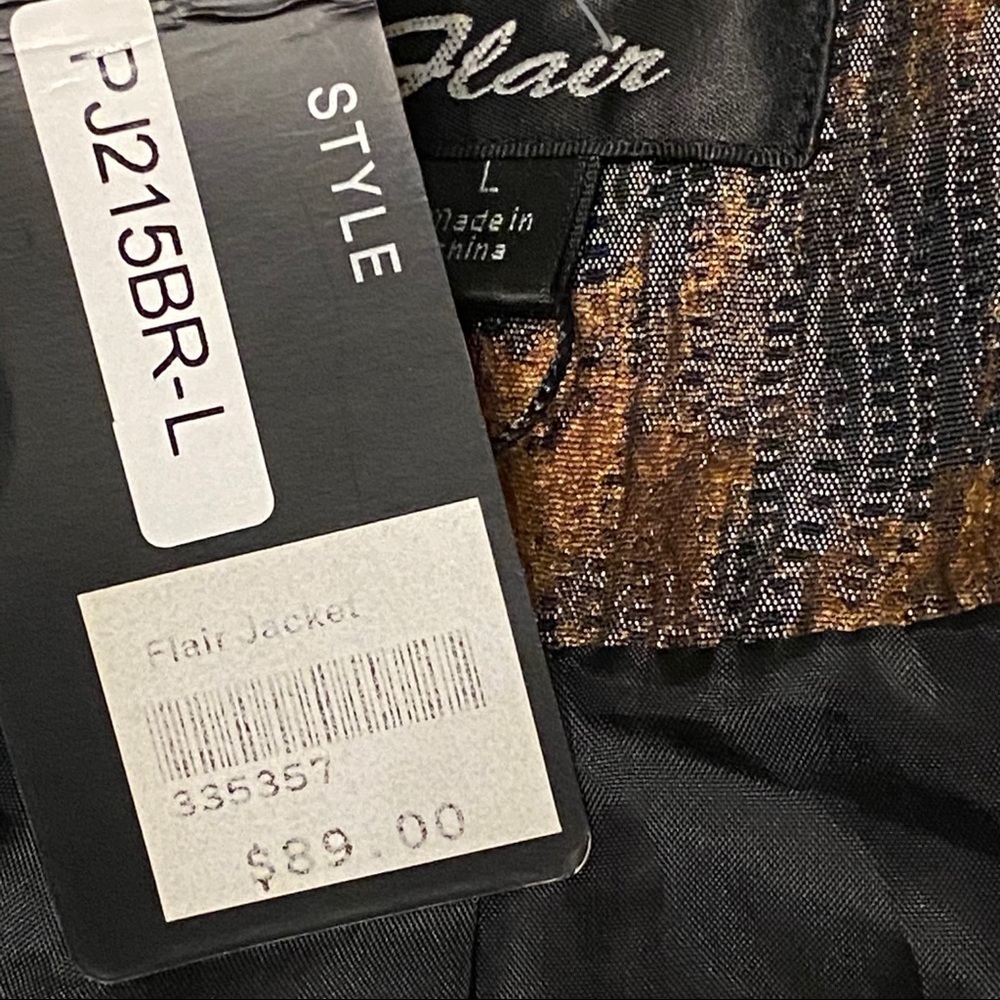 Flair
L
Made in
China
STYLE
PJ215BR-L
Flair Jacket
335357
$89.00